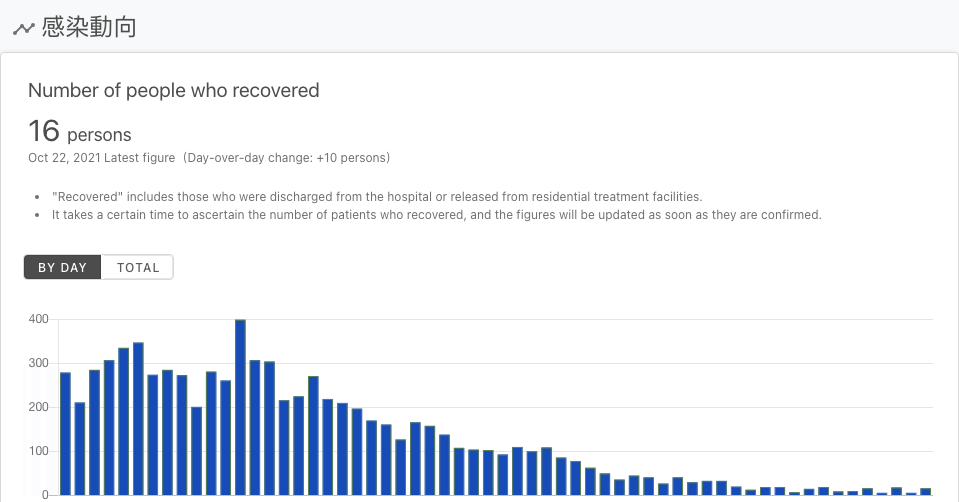 感染動向
Number of people who recovered
16 persons
Oct 22, 2021 Latest figure (Day-over-day change: +10 persons)
• "Recovered" includes those who were discharged from the hospital or released from residential treatment facilities.
• It takes a certain time to ascertain the number of patients who recovered, and the figures will be updated as soon as they are confirmed.
BY DAY TOTAL
400
300
200
100
0